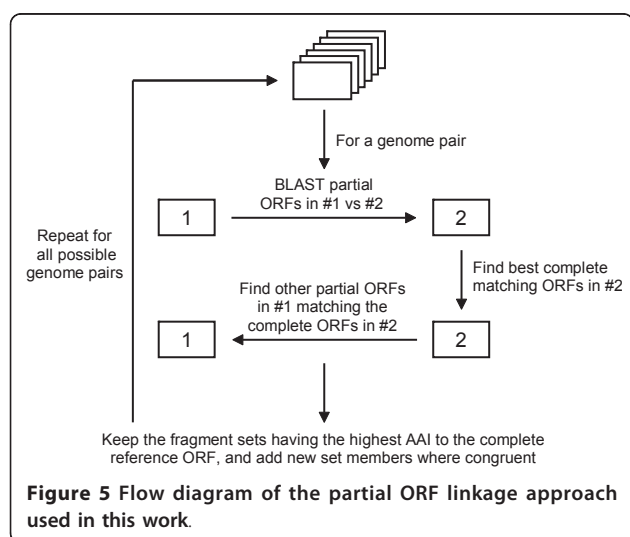 For a genome pair
BLAST partial
ORFs in #1 vs #2
1
2
Repeat for
all possible
genome pairs
Find best complete
matching ORFs in #2
Find other partial ORFs
in #1 matching the
complete ORFs in #2
1
2
Keep the fragment sets having the highest AAI to the complete
reference ORF, and add new set members where congruent
Figure 5 Flow diagram of the partial ORF linkage approach
used in this work.